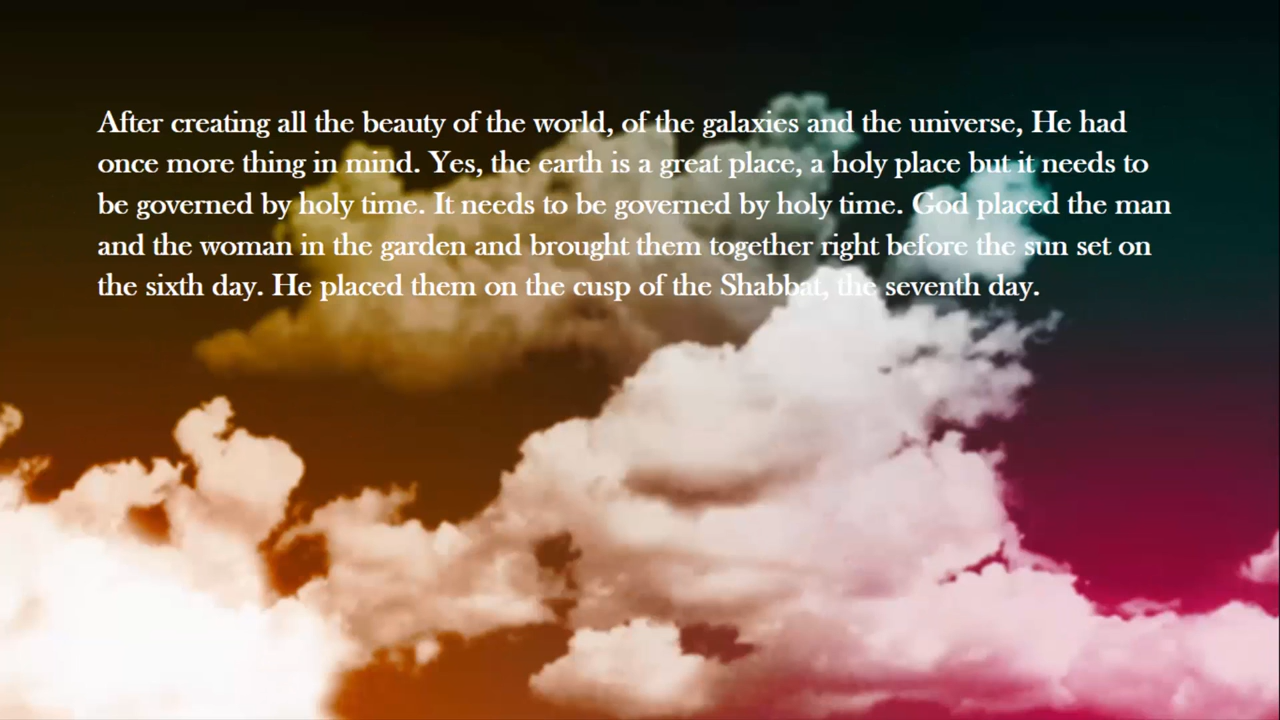 After creating all the beauty of the world, of the galaxies and the universe, He had
once more thing in mind. Yes, the earth is a great place, a holy place but it needs to
be governed by holy time. It needs to be governed by holy time. God placed the man
and the woman in the garden and brought them together right before the sun set on
the sixth day. He placed them on the cusp of the Shabbat, the seventh day.